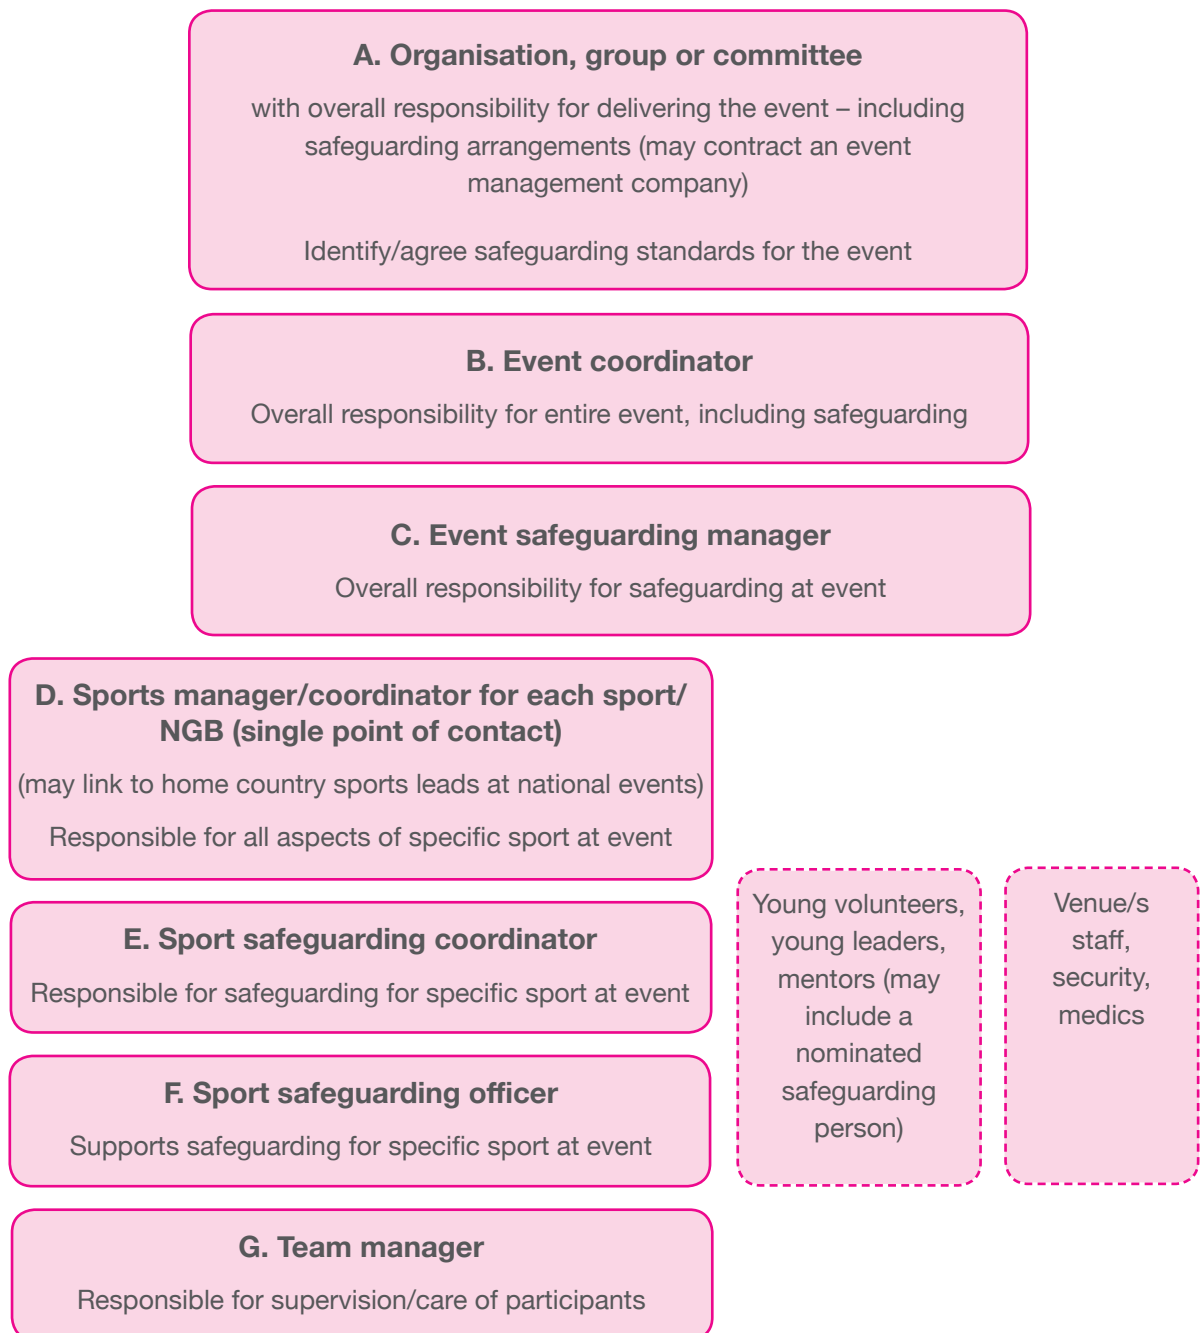 A. Organisation, group or committee
with overall responsibility for delivering the event – including
safeguarding arrangements (may contract an event
management company)
Identify/agree safeguarding standards for the event
B. Event coordinator
Overall responsibility for entire event, including safeguarding
C. Event safeguarding manager
Overall responsibility for safeguarding at event
D. Sports manager/coordinator for each sport/
NGB (single point of contact)
(may link to home country sports leads at national events)
Responsible for all aspects of specific sport at event
E. Sport safeguarding coordinator
Responsible for safeguarding for specific sport at event
F. Sport safeguarding officer
Supports safeguarding for specific sport at event
G. Team manager
Responsible for supervision/care of participants
Young volunteers,
young leaders,
mentors (may
include a
nominated
safeguarding
person)
Venue/s
staff,
security,
medics